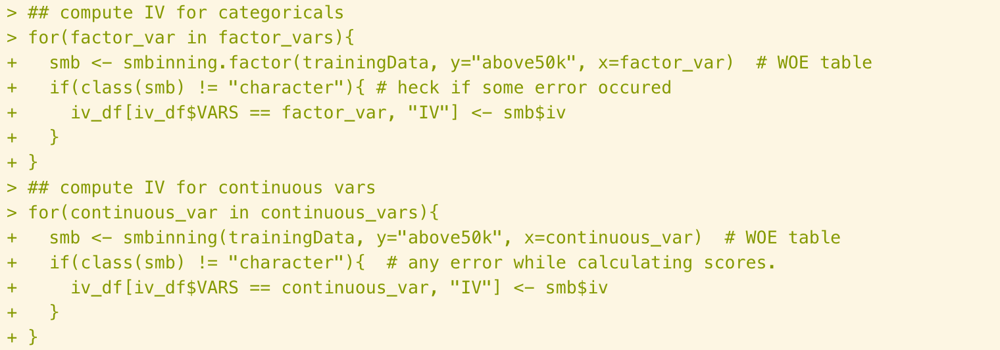 > ## compute IV for categoricals
> for(factor_var in factor_vars){
+   smb <- smbinning.factor(trainingData, y="above50k", x=factor_var)  # WOE table
+   if(class(smb) != "character"){ # heck if some error occured
+     iv_df[iv_df$VARS == factor_var, "IV"] <- smb$iv
+   }
+ }
> ## compute IV for continuous vars
> for(continuous_var in continuous_vars){
+   smb <- smbinning(trainingData, y="above50k", x=continuous_var)  # WOE table
+   if(class(smb) != "character"){  # any error while calculating scores.
+     iv_df[iv_df$VARS == continuous_var, "IV"] <- smb$iv
+   }
+ }